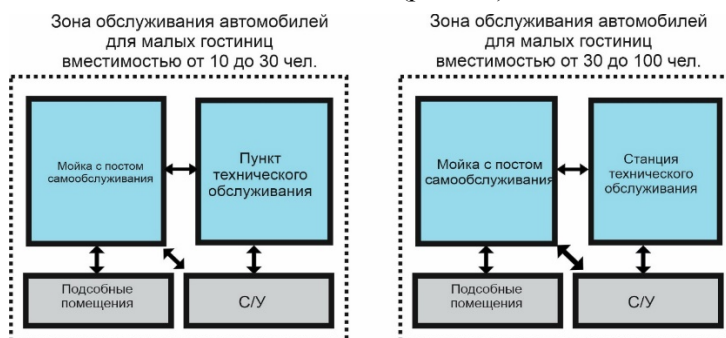 Зона обслуживания автомобилей
для малых гостиниц
вместимостью от 10 до 30 чел.
Мойка с постом
самообслуживания
Пункт
технического
обслуживания
Подсобные
помещения
С/У
Зона обслуживания автомобилей
для малых гостиниц
вместимостью от 30 до 100 чел.
Мойка с постом
самообслуживания
Станция
технического
обслуживания
Подсобные
помещения
С/У